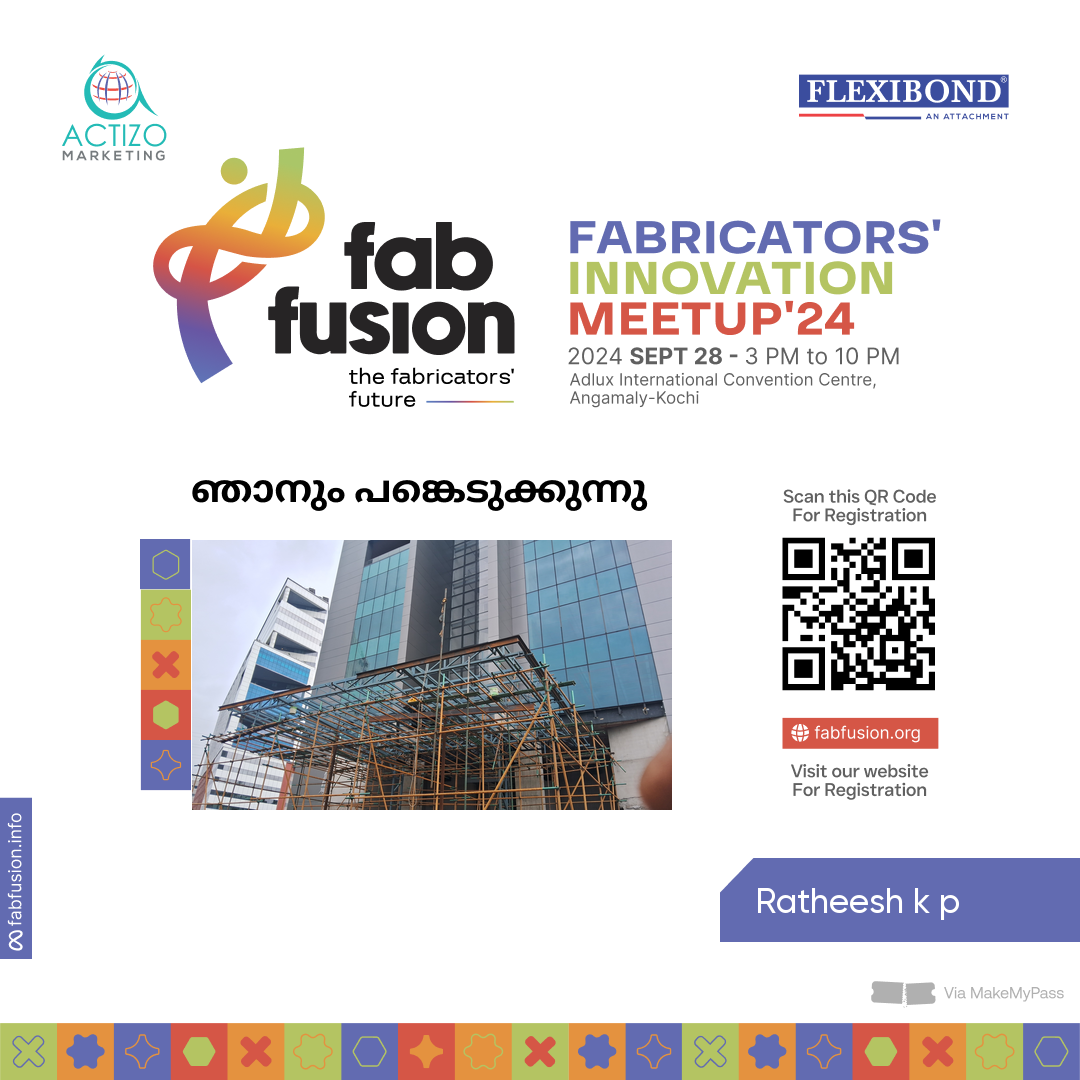 ACTIZO
MARKETING
FLEXIBOND®
AN ATTACHMENT
fab
fusion
the fabricators'
future
FABRICATORS'
INNOVATION
MEETUP'24
2024 SEPT 28 - 3 PM to 10 PM
Adlux International Convention Centre,
Angamaly-Kochi
ഞാനും പങ്കെടുക്കുന്നു
Scan this QR Code
For Registration
fabfusion.org
Visit our website
For Registration
fabfusion.info
Ratheesh k p
Via MakeMyPass